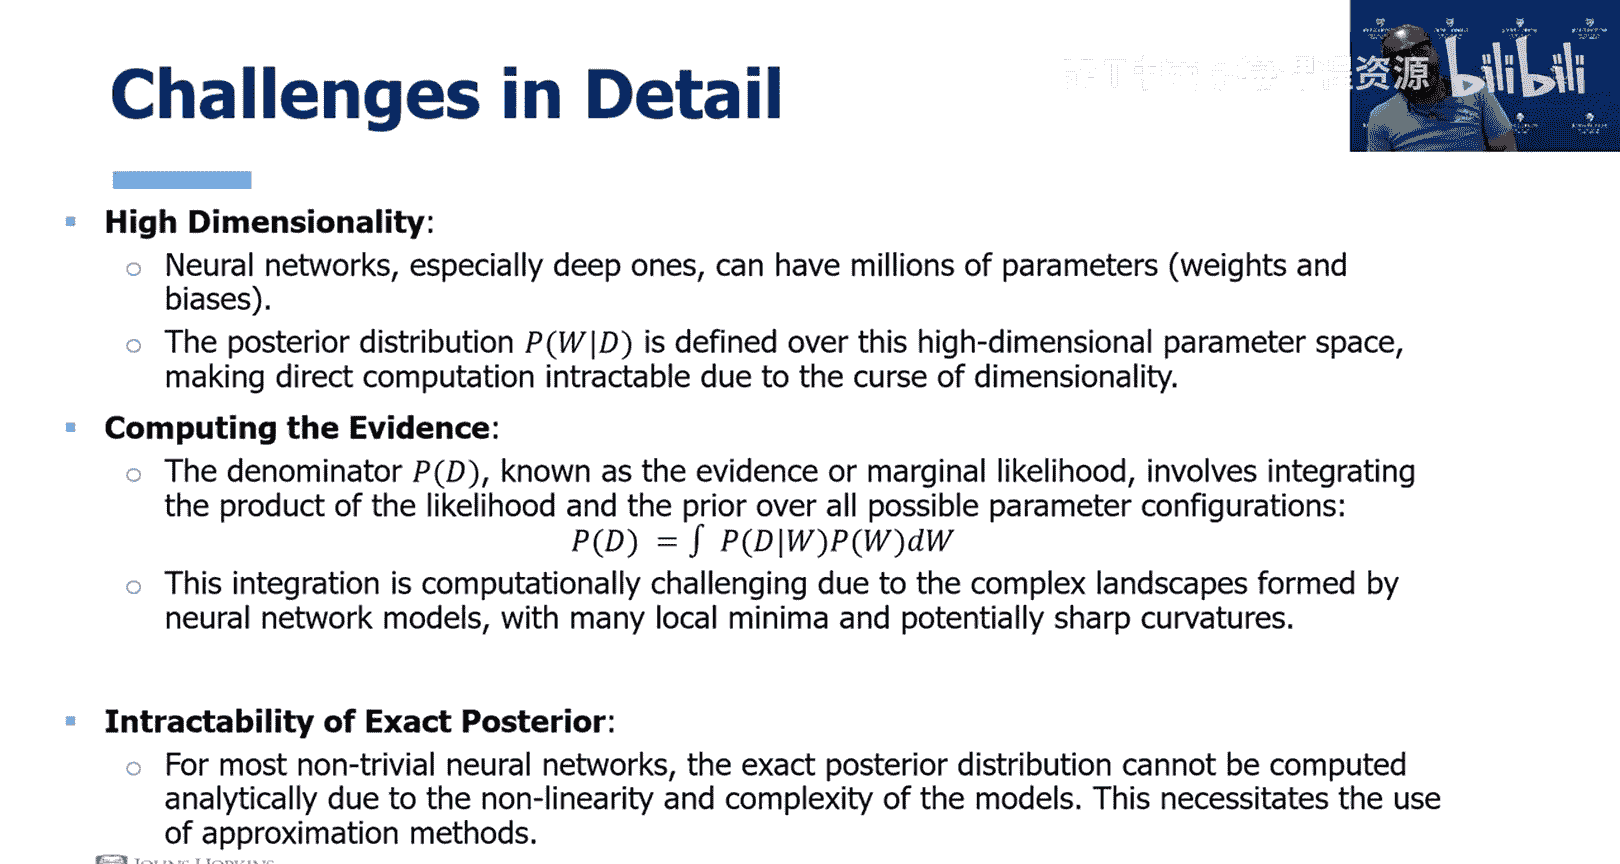 Challenges in Detail
资源
bilibili
▪ High Dimensionality:
○ Neural networks, especially deep ones, can have millions of parameters (weights and
biases).
○ The posterior distribution P(W|D) is defined over this high-dimensional parameter space,
making direct computation intractable due to the curse of dimensionality.
▪ Computing the Evidence:
○ The denominator P(D), known as the evidence or marginal likelihood, involves integrating
the product of the likelihood and the prior over all possible parameter configurations:
P(D) = ∫ P(D|W)P(W)dW
○ This integration is computationally challenging due to the complex landscapes formed by
neural network models, with many local minima and potentially sharp curvatures.
▪ Intractability of Exact Posterior:
○ For most non-trivial neural networks, the exact posterior distribution cannot be computed
analytically due to the non-linearity and complexity of the models. This necessitates the use
of approximation methods.
JOHNS HOPKINS